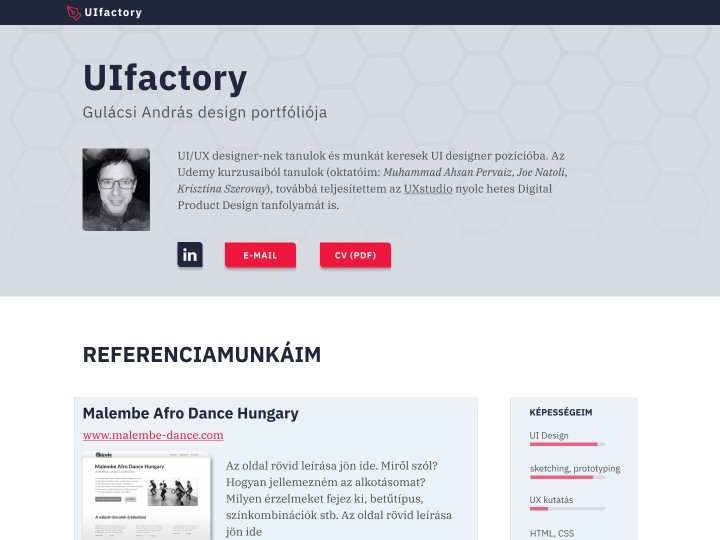 UIfactory
UIfactory
Gulácsi András design portfóliója
UI/UX designer-nek tanulok és munkát keresek UI designer pozícióba. Az
Udemy kurzusaiból tanulok (oktatóim: Muhammad Ahsan Pervaiz, Joe Natoli,
Krisztina Szerovay), továbbá teljesítettem az UXstudio nyolc hetes Digital
Product Design tanfolyamát is.
in
E-MAIL
CV (PDF)
REFERENCIAMUNKÁIM
Malembe Afro Dance Hungary
www.malembe-dance.com
Malembe Afro Dance Hungary
Az oldal rövid leírása jön ide. Miről szól?
Hogyan jellemezném az alkotásomat?
Milyen érzelmeket fejez ki, betűtípus,
színkombinációk stb. Az oldal rövid leírása
jön ide
KÉPESSÉGEIM
UI Design
sketching, prototyping
UX kutatás
HTML, CSS